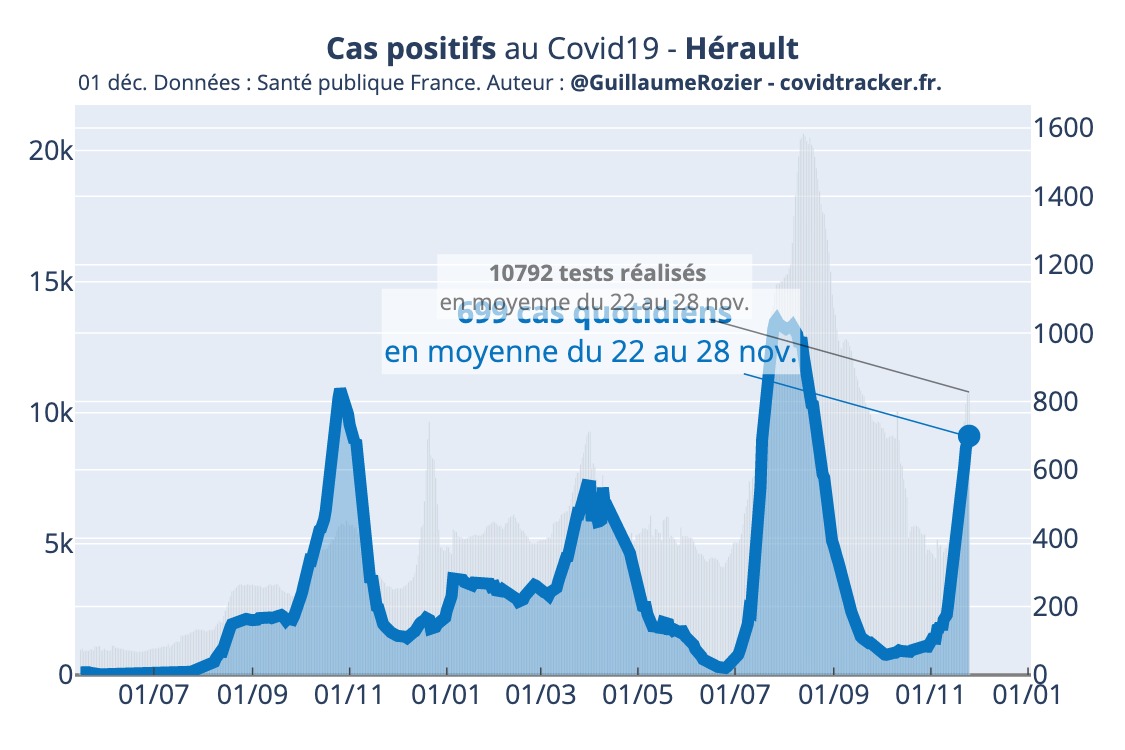 Cas positifs au Covid19 - Hérault
01 déc. Données : Santé publique France. Auteur : @GuillaumeRozier - covidtracker.fr.
10792 tests réalisés
en moyenne du 22 au 28 nov.
699 cas quotidiens
en moyenne du 22 au 28 nov.
20k
15k
10k
5k
0
1600
1400
1200
1000
800
600
400
200
0
01/07 01/09 01/11 01/01 01/03 01/05 01/07 01/09 01/11 01/01